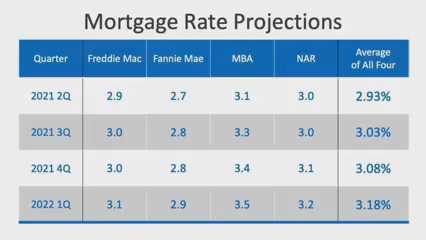 Mortgage Rate Projections
Quarter Freddie Mac Fannie Mae MBA NAR Average of All Four
2021 2Q 2.9 2.7 3.1 3.0 2.93%
2021 3Q 3.0 2.8 3.3 3.0 3.03%
2021 4Q 3.0 2.8 3.4 3.1 3.08%
2022 1Q 3.1 2.9 3.5 3.2 3.18%